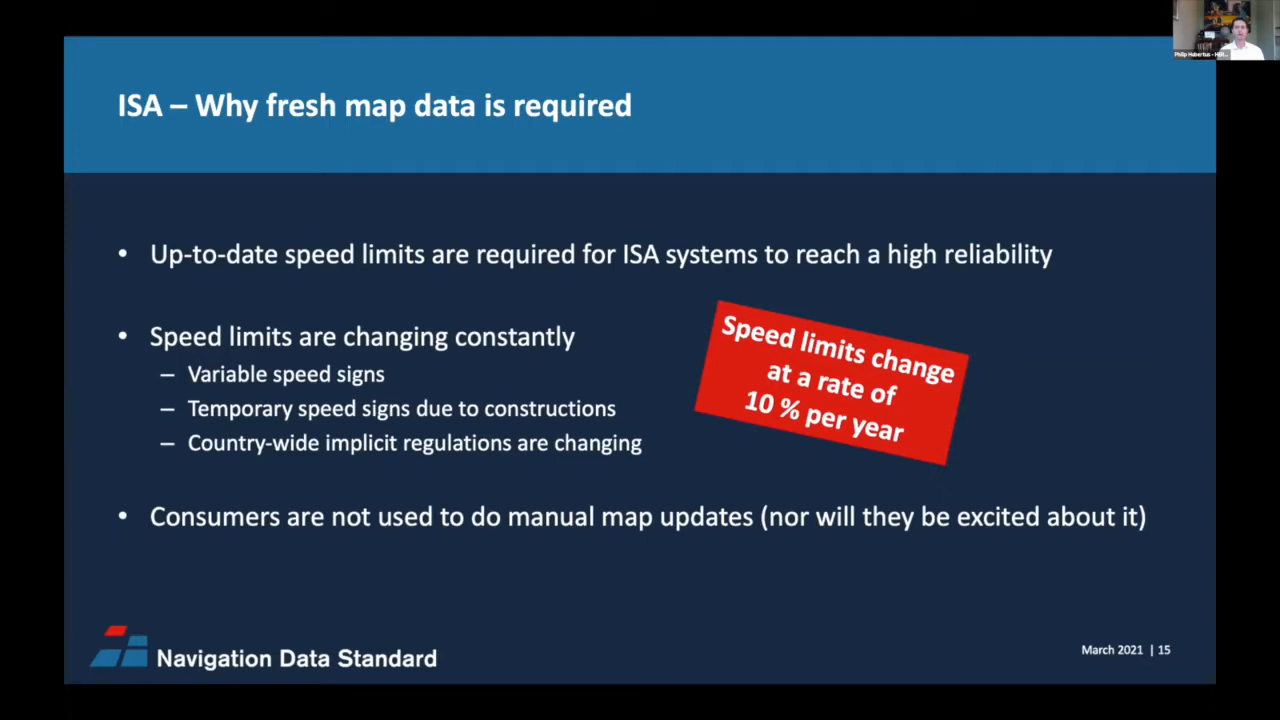 Philip Hubertus - HER...
ISA – Why fresh map data is required
• Up-to-date speed limits are required for ISA systems to reach a high reliability
• Speed limits are changing constantly
– Variable speed signs
– Temporary speed signs due to constructions
– Country-wide implicit regulations are changing
Speed limits change
at a rate of
10 % per year
• Consumers are not used to do manual map updates (nor will they be excited about it)
Navigation Data Standard
March 2021 | 15